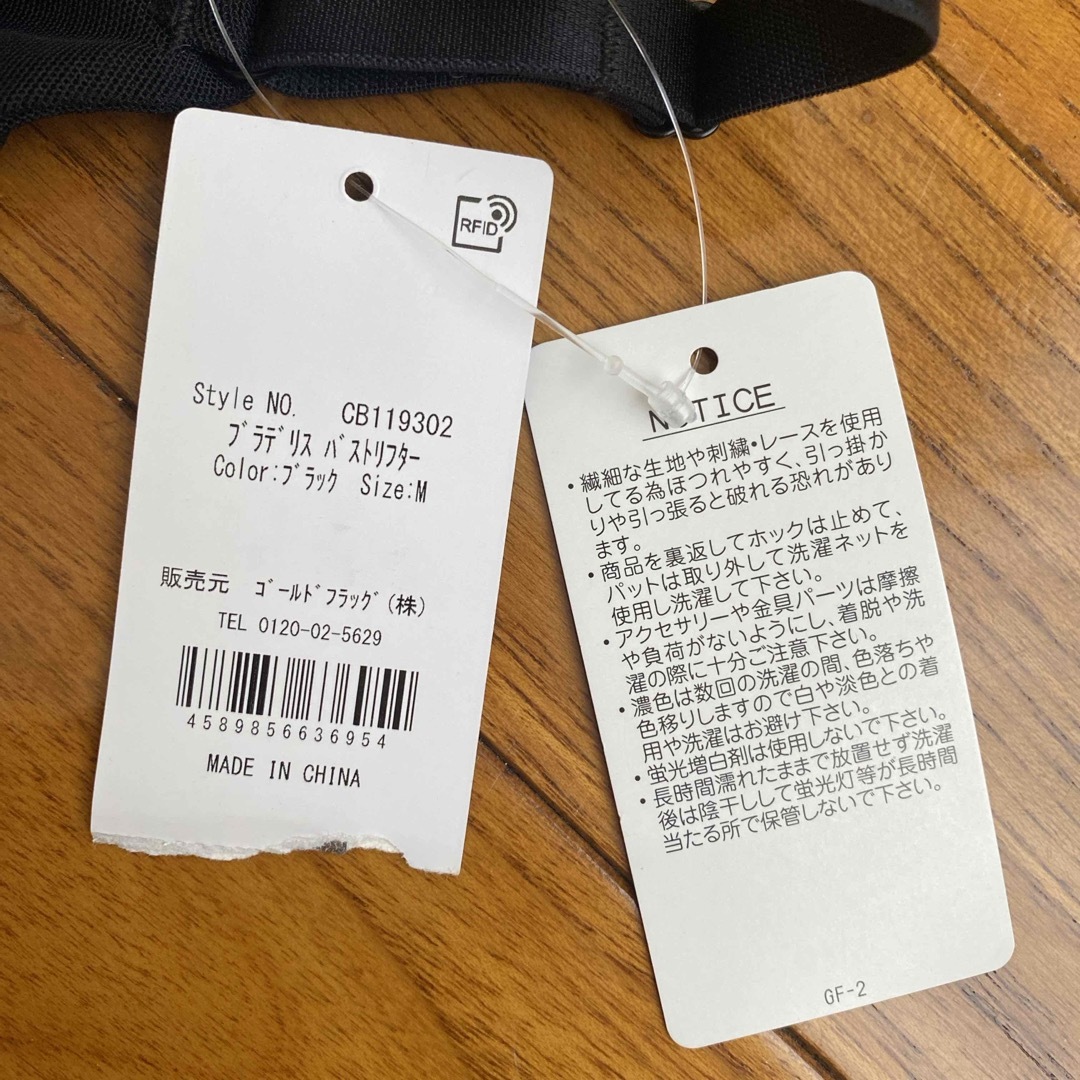 RFID
Style NO. CB119302
ﾌﾞﾗﾃﾞﾘｽ ﾊﾞｽﾄﾘﾌﾀｰ
Color:ﾌﾞﾗｯｸ Size:M
販売元 ｺﾞｰﾙﾄﾞﾌﾗｯｸﾞ(株)
TEL 0120-02-5629
4589856636954
MADE IN CHINA
NOTICE
・繊細な生地や刺繍・レースを使用
してる為ほつれやすく、引っ掛か
りや引っ張ると破れる恐れがあり
ます。
・商品を裏返してホックは止めて、
パットは取り外して洗濯ネットを
使用し洗濯して下さい。
・アクセサリーや金具パーツは摩擦
や負荷がないようにし、着脱や洗
濯の際に十分ご注意下さい。
・濃色は数回の洗濯の間、色落ちや
色移りしますので白や淡色との着
用や洗濯はお避け下さい。
・蛍光増白剤は使用しないで下さい。
・長時間濡れたままで放置せず洗濯
後は陰干しして蛍光灯等が長時間
当たる所で保管しないで下さい。
GF-2